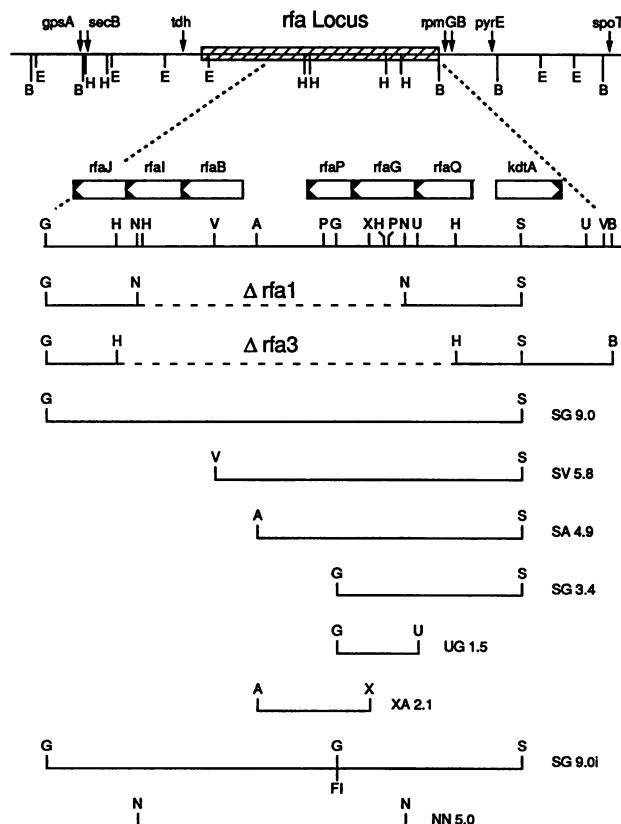 rfa Locus
gpsA secB tdh rpmGB pyrE spoT
E H H E E E H H H H E E
B B B B B
rfaJ rfaI rfaB rfaP rfaG rfaQ kdtA
G H N H V A P G X H P N U H S U V B
G N Δ rfa1 N S
G H Δ rfa3 H S B
G S SG 9.0
V S SV 5.8
A S SA 4.9
G S SG 3.4
G U UG 1.5
A X XA 2.1
G G S SG 9.0i
FI
N N NN 5.0